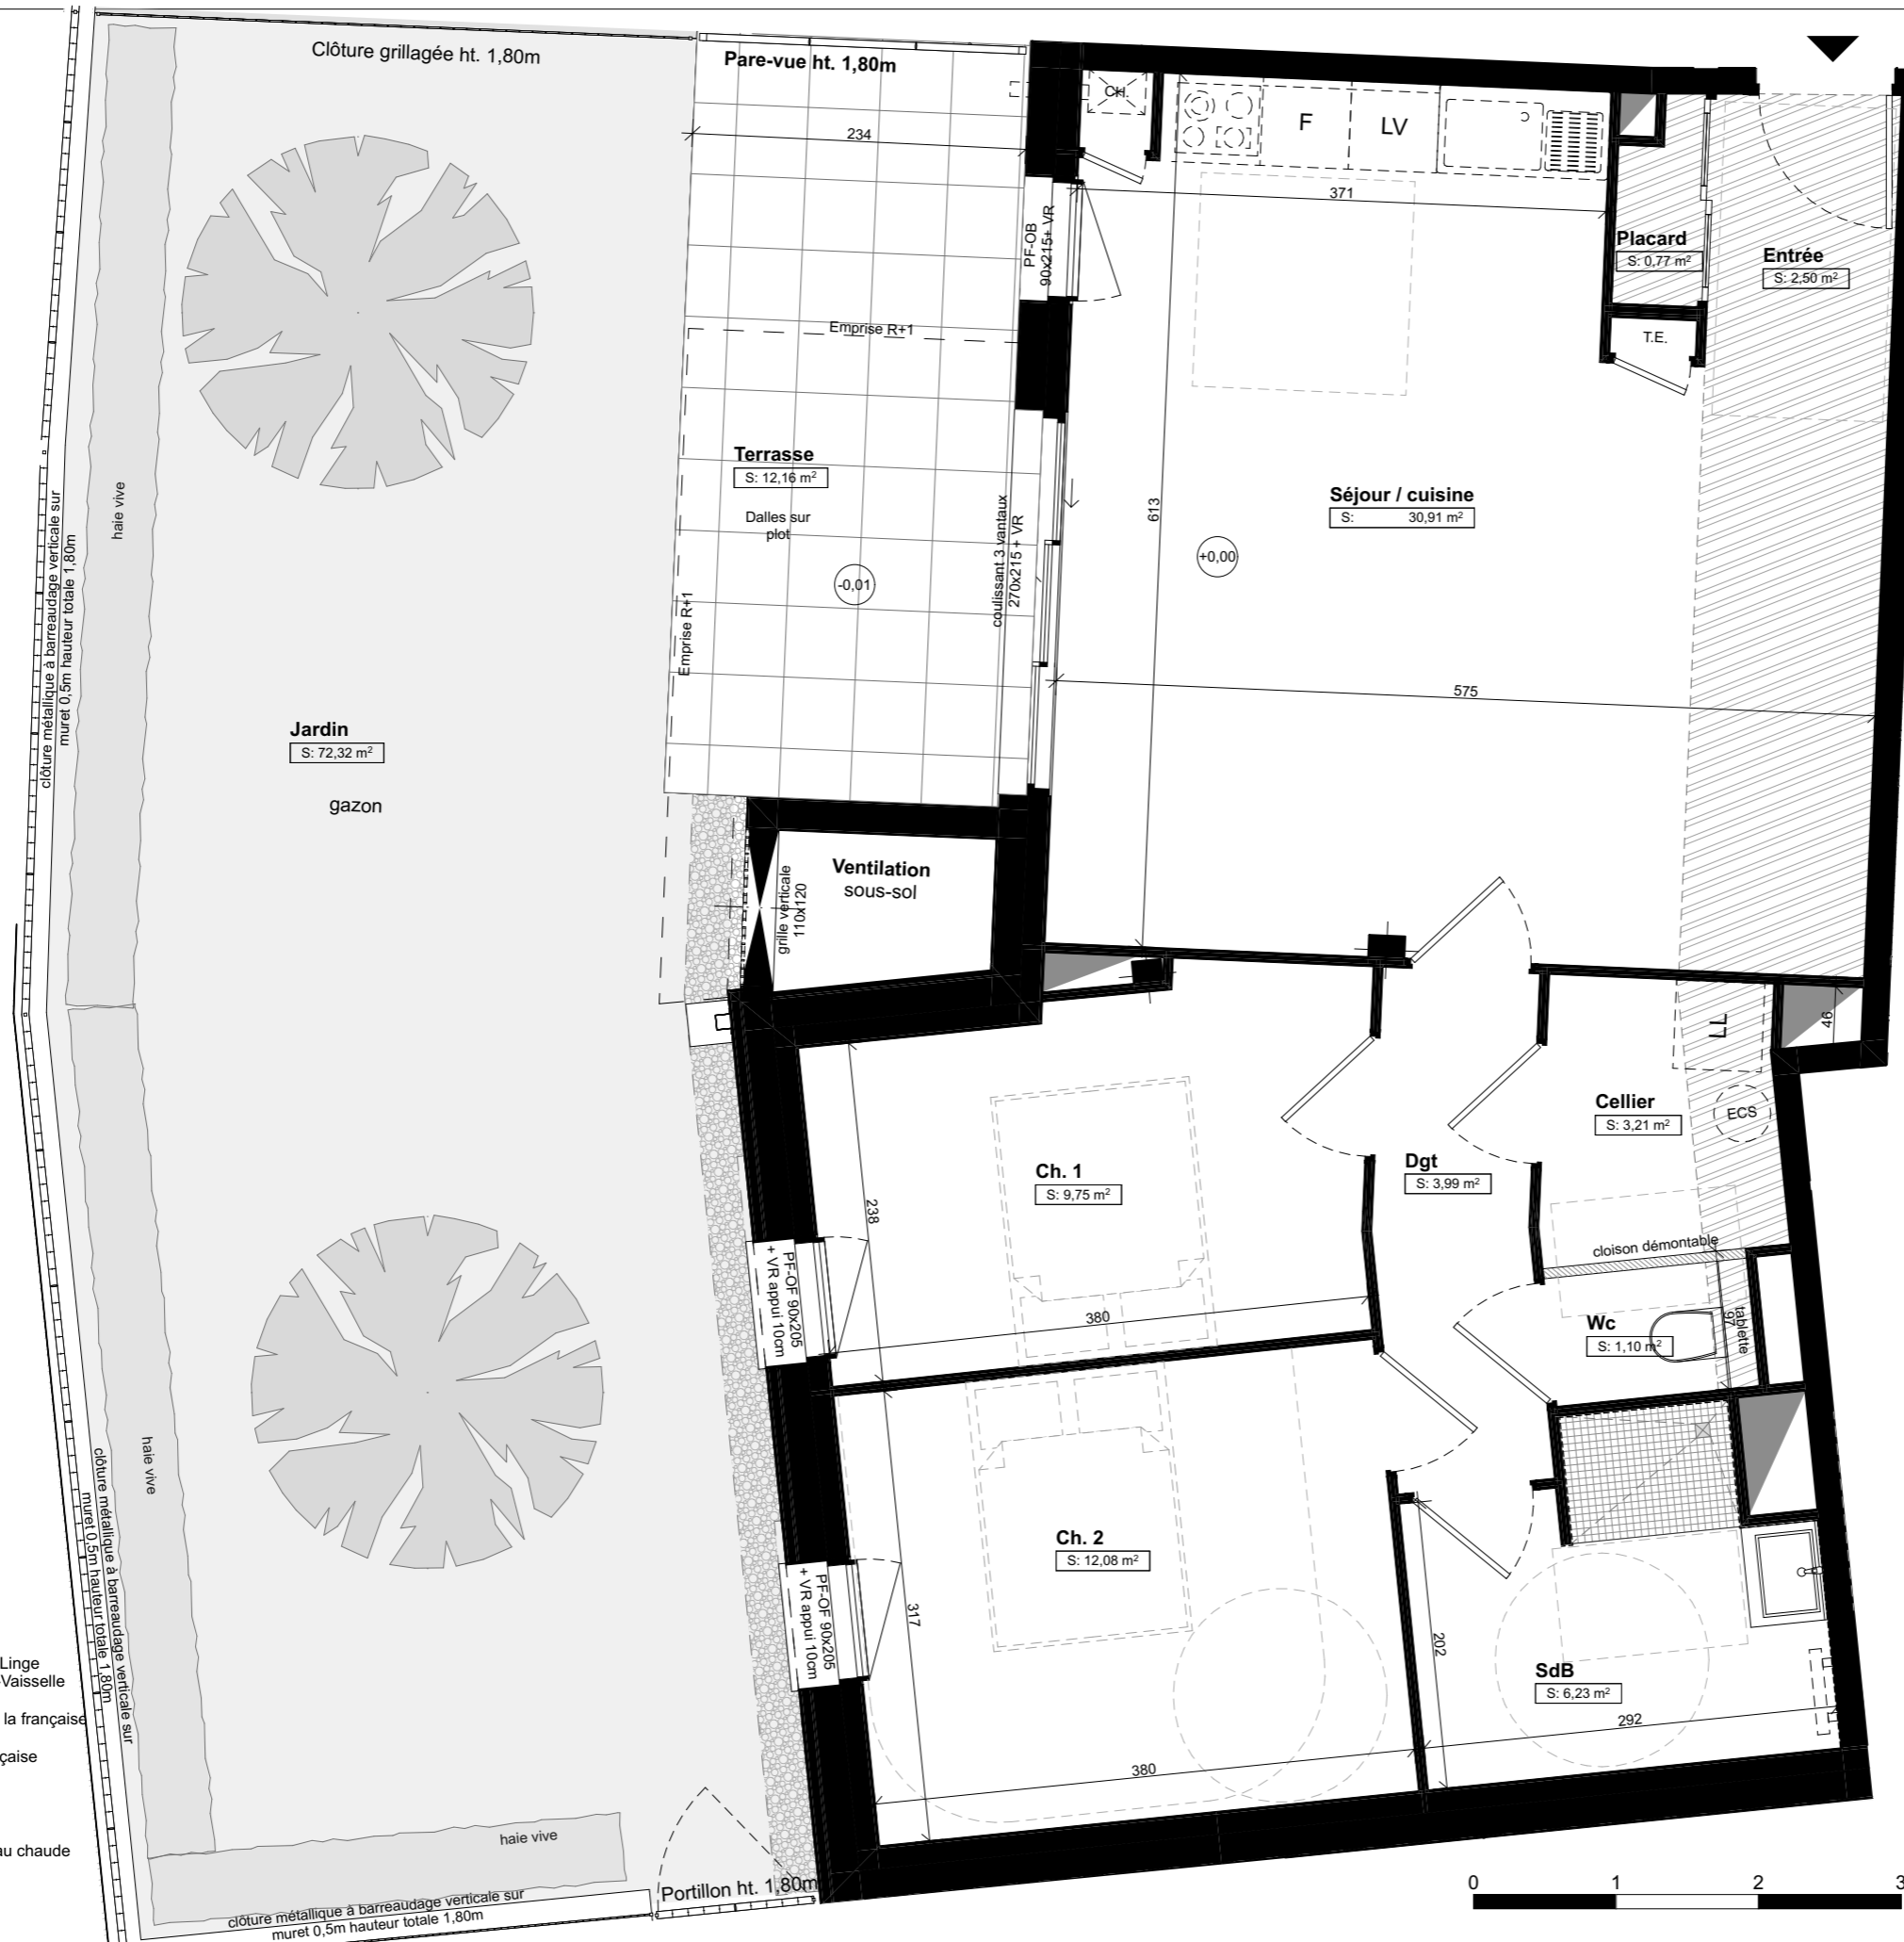 Clôture grillagée ht. 1,80m
Pare-vue ht. 1,80m
234
CH.
F
LV
371
PF-OB
90x215+ VR
Placard
S: 0,77 m²
Entrée
S: 2,50 m²
T.E.
Emprise R+1
Terrasse
S: 12,16 m²
Dalles sur
plot
-0,01
Emprise R+1
coulissant 3 vantaux
270x215 + VR
613
Séjour / cuisine
S: 30,91 m²
+0,00
575
haie vive
clôture métallique à barreaudage verticale sur
muret 0,5m hauteur totale 1,80m
Jardin
S: 72,32 m²
gazon
Ventilation
sous-sol
grille verticale
110x120
LL
46
Cellier
S: 3,21 m²
ECS
Ch. 1
S: 9,75 m²
Dgt
S: 3,99 m²
238
cloison démontable
PF-OF 90x205
+ VR appui 10cm
380
Wc
S: 1,10 m²
97
tablette
haie vive
clôture métallique à barreaudage verticale sur
muret 0,5m hauteur totale 1,80m
Ch. 2
S: 12,08 m²
PF-OF 90x205
+ VR appui 10cm
317
202
SdB
S: 6,23 m²
292
380
Linge
Vaisselle
la française
çaise
au chaude
haie vive
Portillon ht. 1,80m
clôture métallique à barreaudage verticale sur
muret 0,5m hauteur totale 1,80m
0 1 2 3